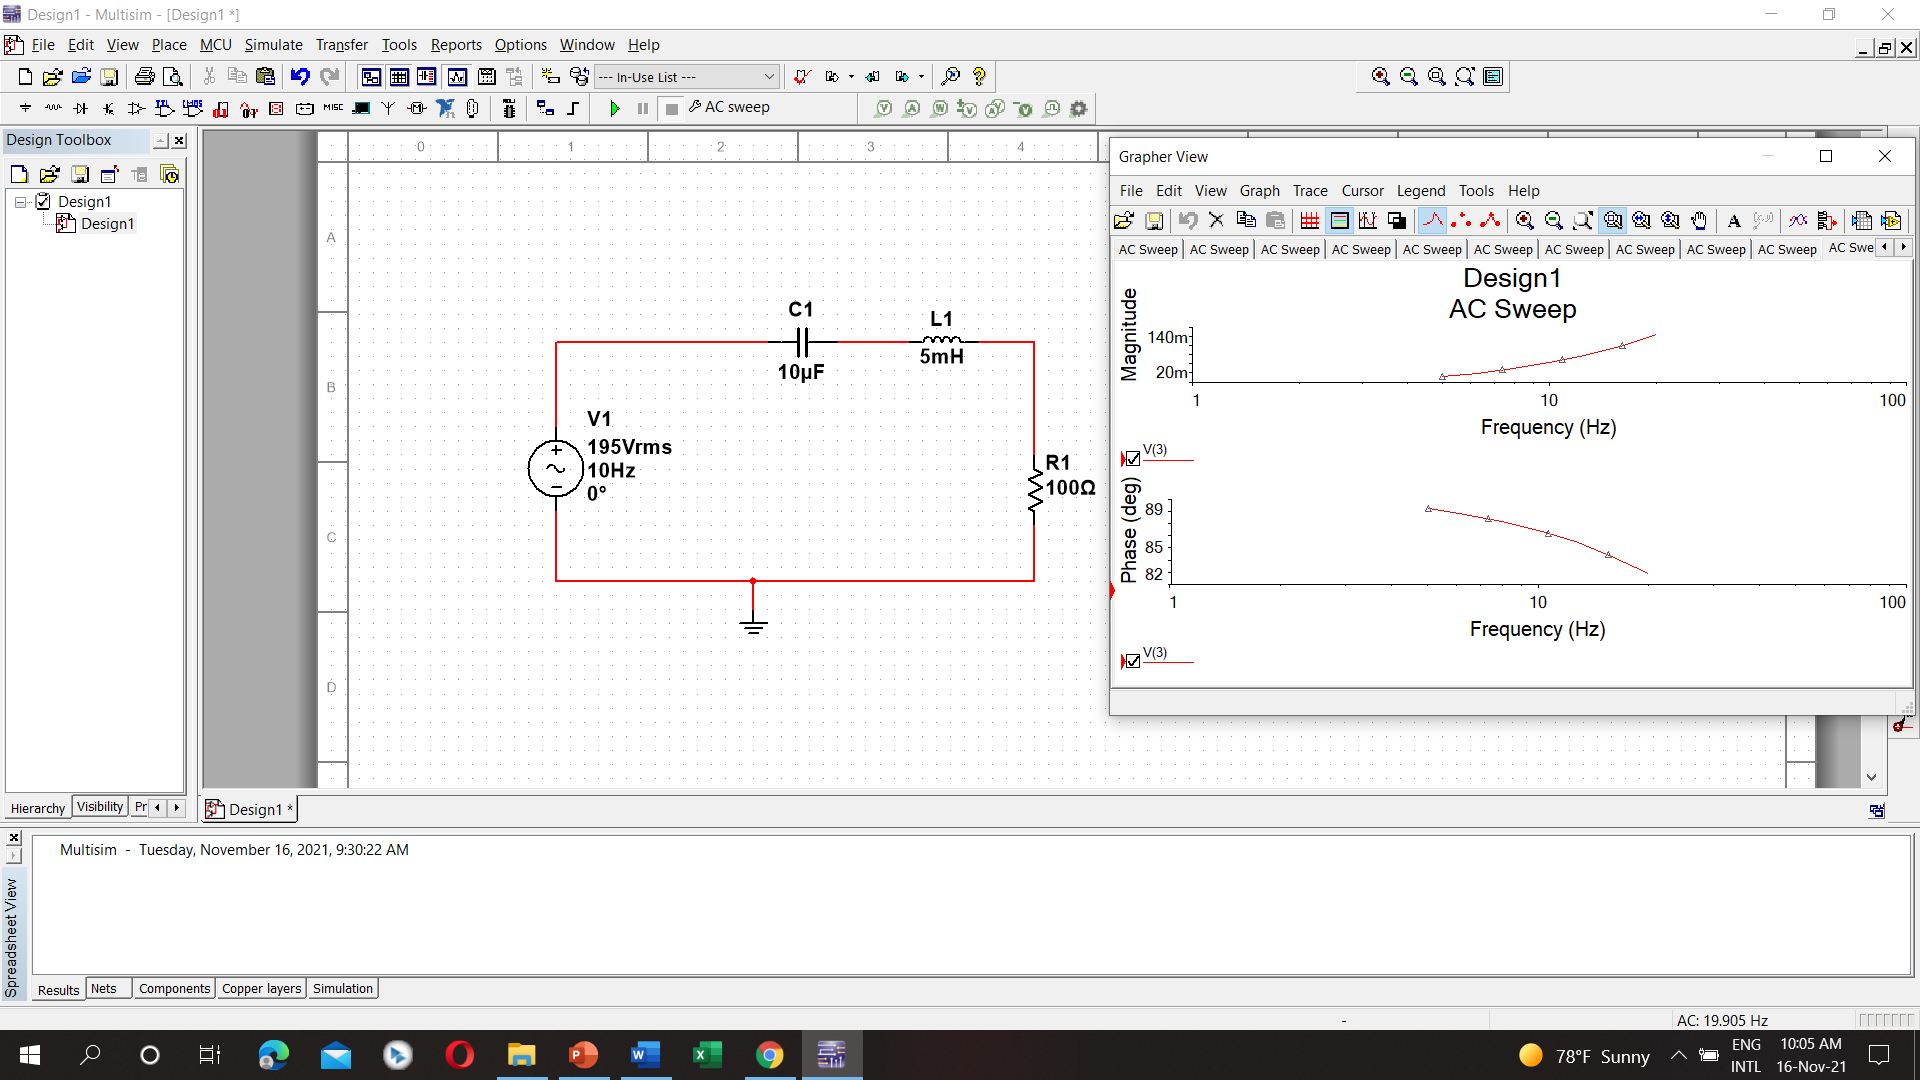 Design1 - Multisim - [Design1 *]
File Edit View Place MCU Simulate Transfer Tools Reports Options Window Help
--- In-Use List ---
MISC
AC sweep
Design Toolbox
Design1
Design1
Hierarchy Visibility Pr
0 1 2 3 4
A
B
C
D
C1
10µF
L1
5mH
V1
195Vrms
10Hz
0°
R1
100Ω
Design1 *
Grapher View
File Edit View Graph Trace Cursor Legend Tools Help
AC Sweep AC Sweep AC Sweep AC Sweep AC Sweep AC Sweep AC Sweep AC Sweep AC Sweep AC Sweep AC Swe
Design1
AC Sweep
Magnitude
140m
20m
1 10 100
Frequency (Hz)
V(3)
Phase (deg)
89
85
82
1 10 100
Frequency (Hz)
V(3)
Spreadsheet View
Multisim - Tuesday, November 16, 2021, 9:30:22 AM
Results Nets Components Copper layers Simulation
- AC: 19.905 Hz
78°F Sunny
ENG
INTL
10:05 AM
16-Nov-21